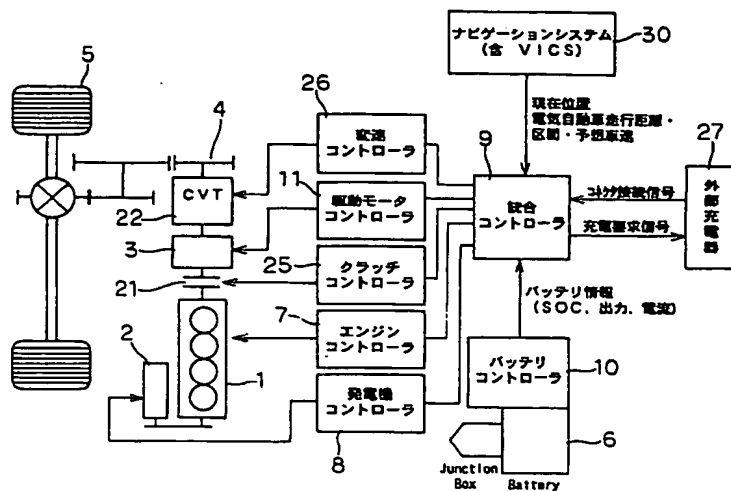 ナビゲーションシステム
(含 VICS)
30
5
4
26
変速
コントローラ
現在位置
電気自動車走行距離・
区間・予想車速
9
27
CVT
22
11
駆動モータ
コントローラ
統合
コントローラ
コネクタ接続信号
充電要求信号
外部充電器
3
25
クラッチ
コントローラ
21
バッテリ情報
(SOC、出力、電流)
7
エンジン
コントローラ
2
1
バッテリ
コントローラ
10
発電機
コントローラ
8
6
Junction
Box
Battery